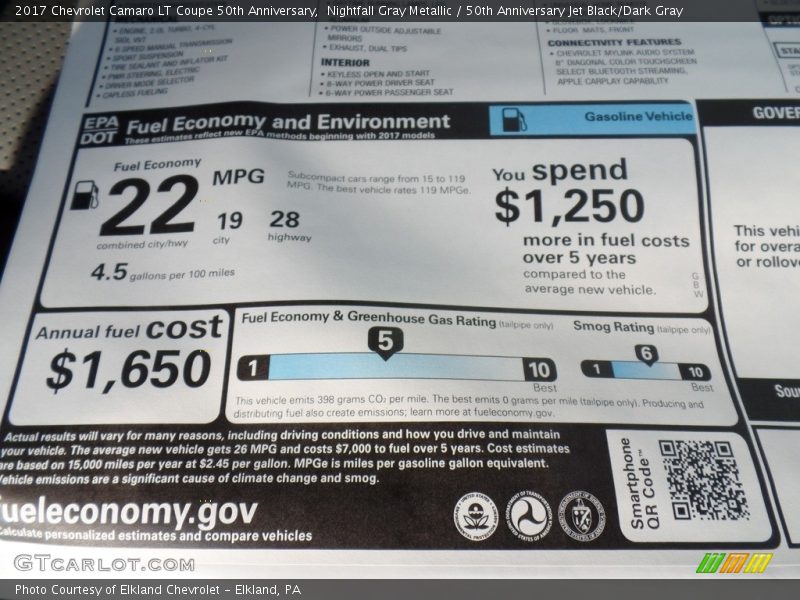 2017 Chevrolet Camaro LT Coupe 50th Anniversary,  Nightfall Gray Metallic / 50th Anniversary Jet Black/Dark Gray
MECHANICAL
• ENGINE, 2.0L TURBO, 4-CYL
SIDI, VVT
• 6 SPEED MANUAL TRANSMISSION
• SPORT SUSPENSION
• TIRE SEALANT AND INFLATOR KIT
• PWR STEERING, ELECTRIC
• DRIVER MODE SELECTOR
• CAPLESS FUELING
• POWER OUTSIDE ADJUSTABLE
MIRRORS
• EXHAUST, DUAL TIPS
INTERIOR
• KEYLESS OPEN AND START
• 8-WAY POWER DRIVER SEAT
• 6-WAY POWER PASSENGER SEAT
• FLOOR MATS, FRONT
CONNECTIVITY FEATURES
• CHEVROLET MYLINK AUDIO SYSTEM
8" DIAGONAL COLOR TOUCHSCREEN
SELECT BLUETOOTH STREAMING,
APPLE CARPLAY CAPABILITY
EPA
DOT
Fuel Economy and Environment
These estimates reflect new EPA methods beginning with 2017 models
Gasoline Vehicle
Fuel Economy
22 MPG
combined city/hwy
19
city
28
highway
4.5 gallons per 100 miles
Subcompact cars range from 15 to 119
MPG. The best vehicle rates 119 MPGe.
You spend
$1,250
more in fuel costs
over 5 years
compared to the
average new vehicle.
G
B
W
Annual fuel cost
$1,650
Fuel Economy & Greenhouse Gas Rating (tailpipe only)
5
1
10
Best
Smog Rating (tailpipe only)
6
1
10
Best
This vehicle emits 398 grams CO₂ per mile. The best emits 0 grams per mile (tailpipe only). Producing and
distributing fuel also create emissions; learn more at fueleconomy.gov.
Actual results will vary for many reasons, including driving conditions and how you drive and maintain
your vehicle. The average new vehicle gets 26 MPG and costs $7,000 to fuel over 5 years. Cost estimates
are based on 15,000 miles per year at $2.45 per gallon. MPGe is miles per gasoline gallon equivalent.
Vehicle emissions are a significant cause of climate change and smog.
fueleconomy.gov
Calculate personalized estimates and compare vehicles
Smartphone
QR Code™
GOVER
This vehi
for overa
or rollove
Sou
GTCARLOT.COM
Photo Courtesy of Elkland Chevrolet – Elkland, PA